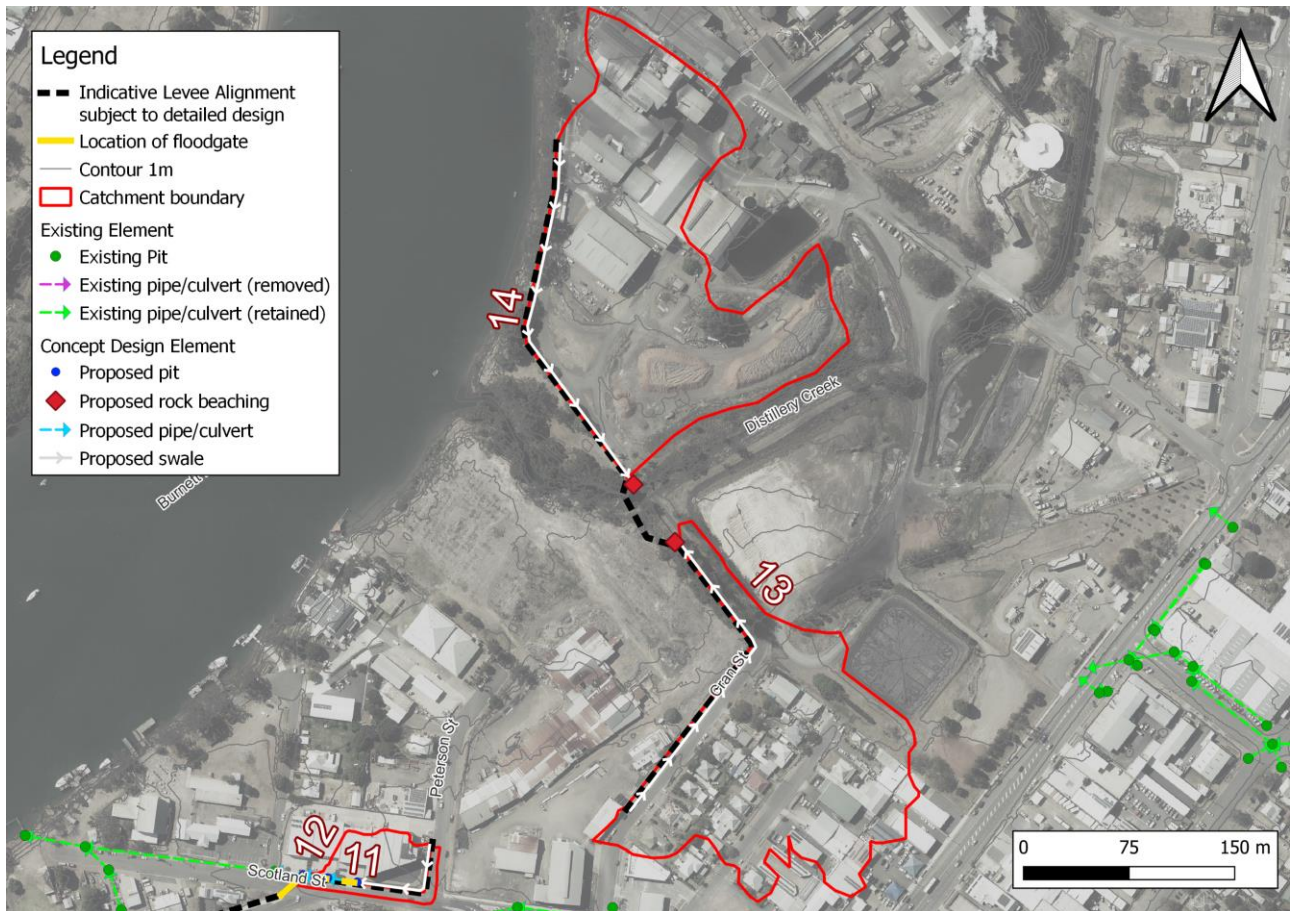 Legend
Indicative Levee Alignment
subject to detailed design
Location of floodgate
Contour 1m
Catchment boundary
Existing Element
Existing Pit
Existing pipe/culvert (removed)
Existing pipe/culvert (retained)
Concept Design Element
Proposed pit
Proposed rock beaching
Proposed pipe/culvert
Proposed swale
14
Distillery Creek
13
Cran St
Peterson St
12
11
Scotland St
0 75 150 m